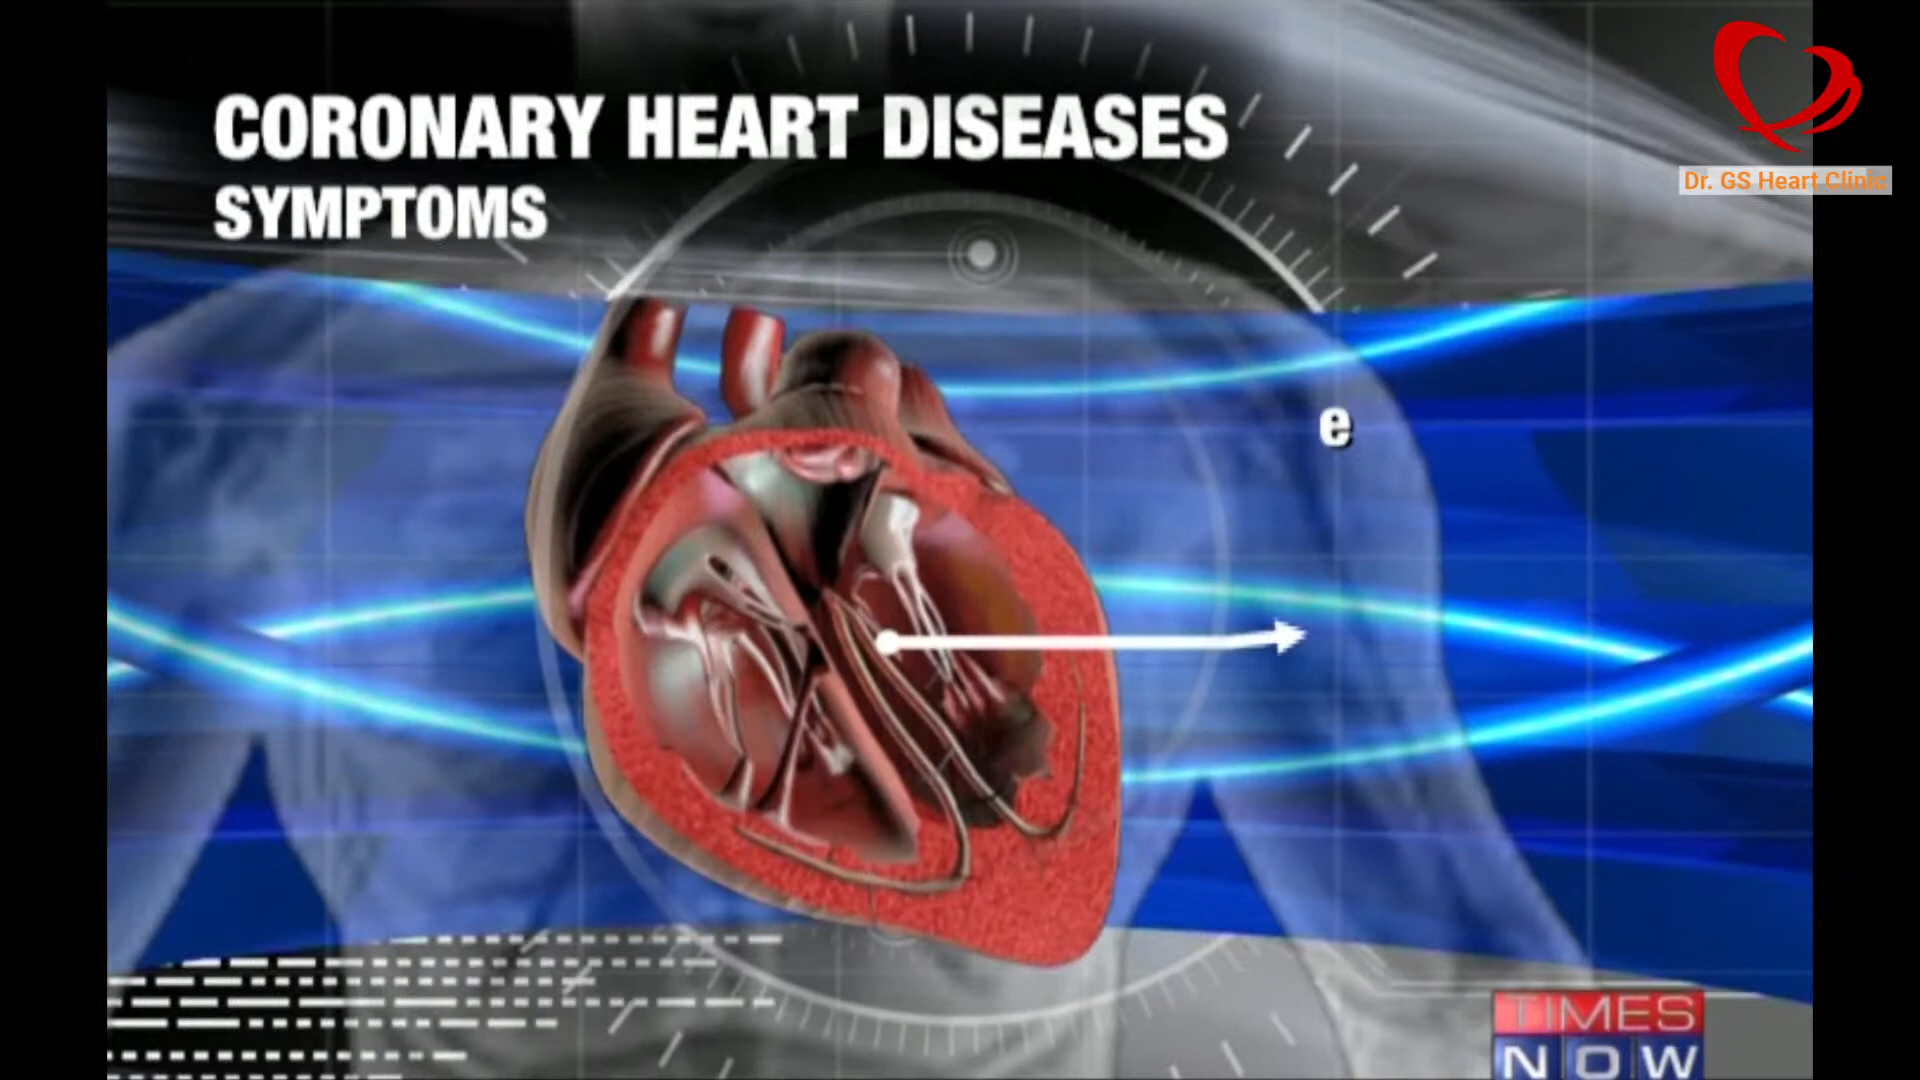 CORONARY HEART DISEASES
SYMPTOMS
Dr. GS Heart Clinic
e
TIMES
NOW